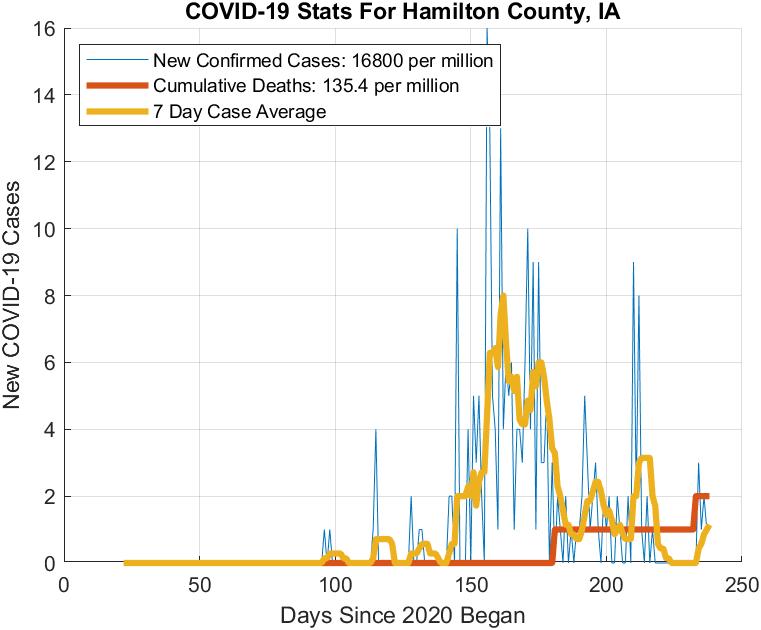 COVID-19 Stats For Hamilton County, IA
New Confirmed Cases: 16800 per million
Cumulative Deaths: 135.4 per million
7 Day Case Average
New COVID-19 Cases
16
14
12
10
8
6
4
2
0
0 50 100 150 200 250
Days Since 2020 Began